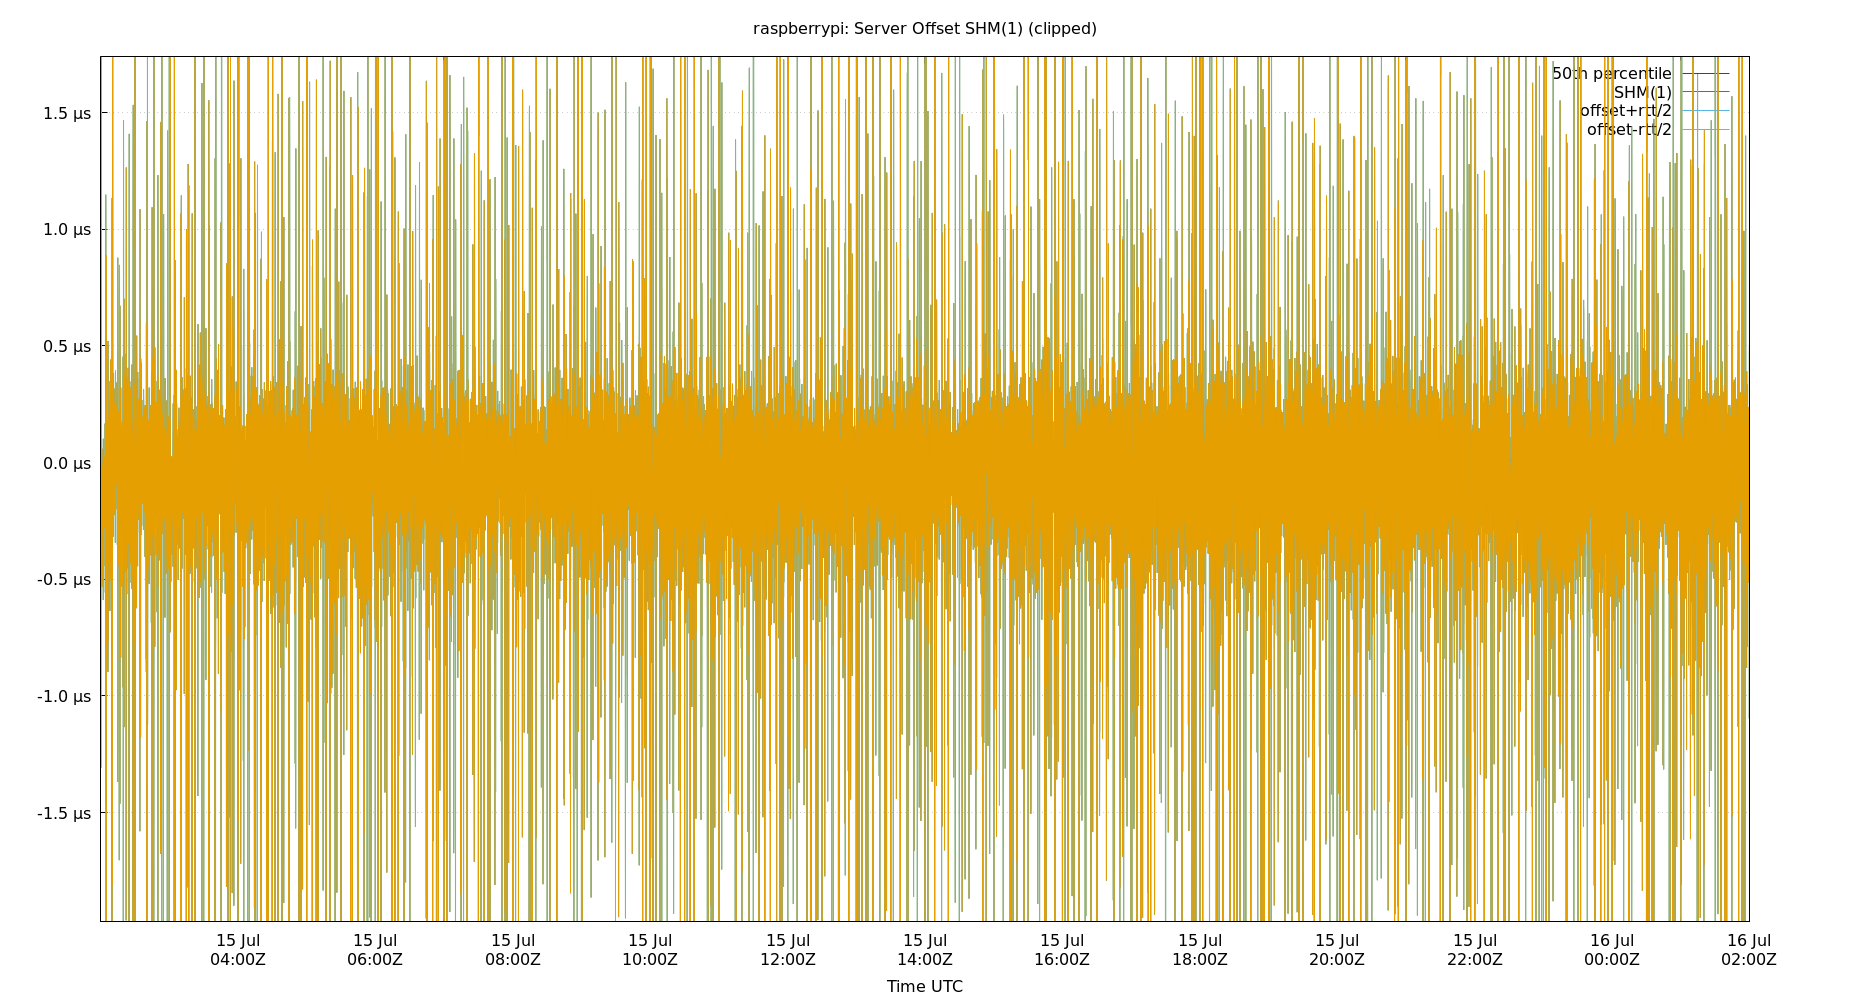 raspberrypi: Server Offset SHM(1) (clipped)
50th percentile
SHM(1)
offset+rtt/2
offset-rtt/2
1.5 µs
1.0 µs
0.5 µs
0.0 µs
-0.5 µs
-1.0 µs
-1.5 µs
15 Jul 15 Jul 15 Jul 15 Jul 15 Jul 15 Jul 15 Jul 15 Jul 15 Jul 15 Jul 16 Jul 16 Jul
04:00Z 06:00Z 08:00Z 10:00Z 12:00Z 14:00Z 16:00Z 18:00Z 20:00Z 22:00Z 00:00Z 02:00Z
Time UTC